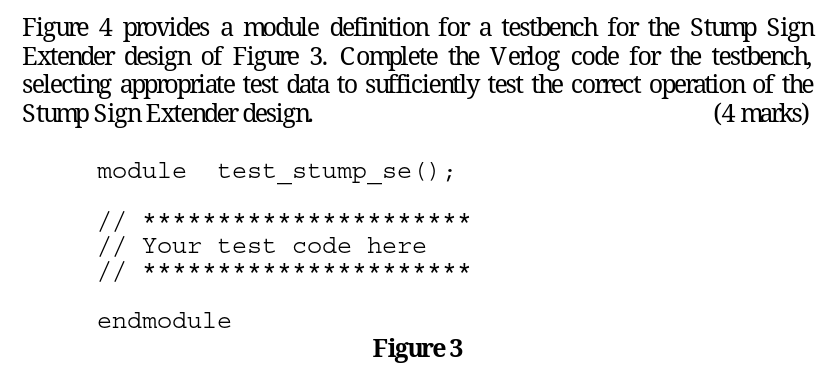 Figure 4 provides a module definition for a testbench for the Stump Sign
Extender design of Figure 3. Complete the Verlog code for the testbench,
selecting appropriate test data to sufficiently test the correct operation of the
Stump Sign Extender design. (4 marks)
module test_stump_se();
// **********************
// Your test code here
// **********************
endmodule
Figure 3